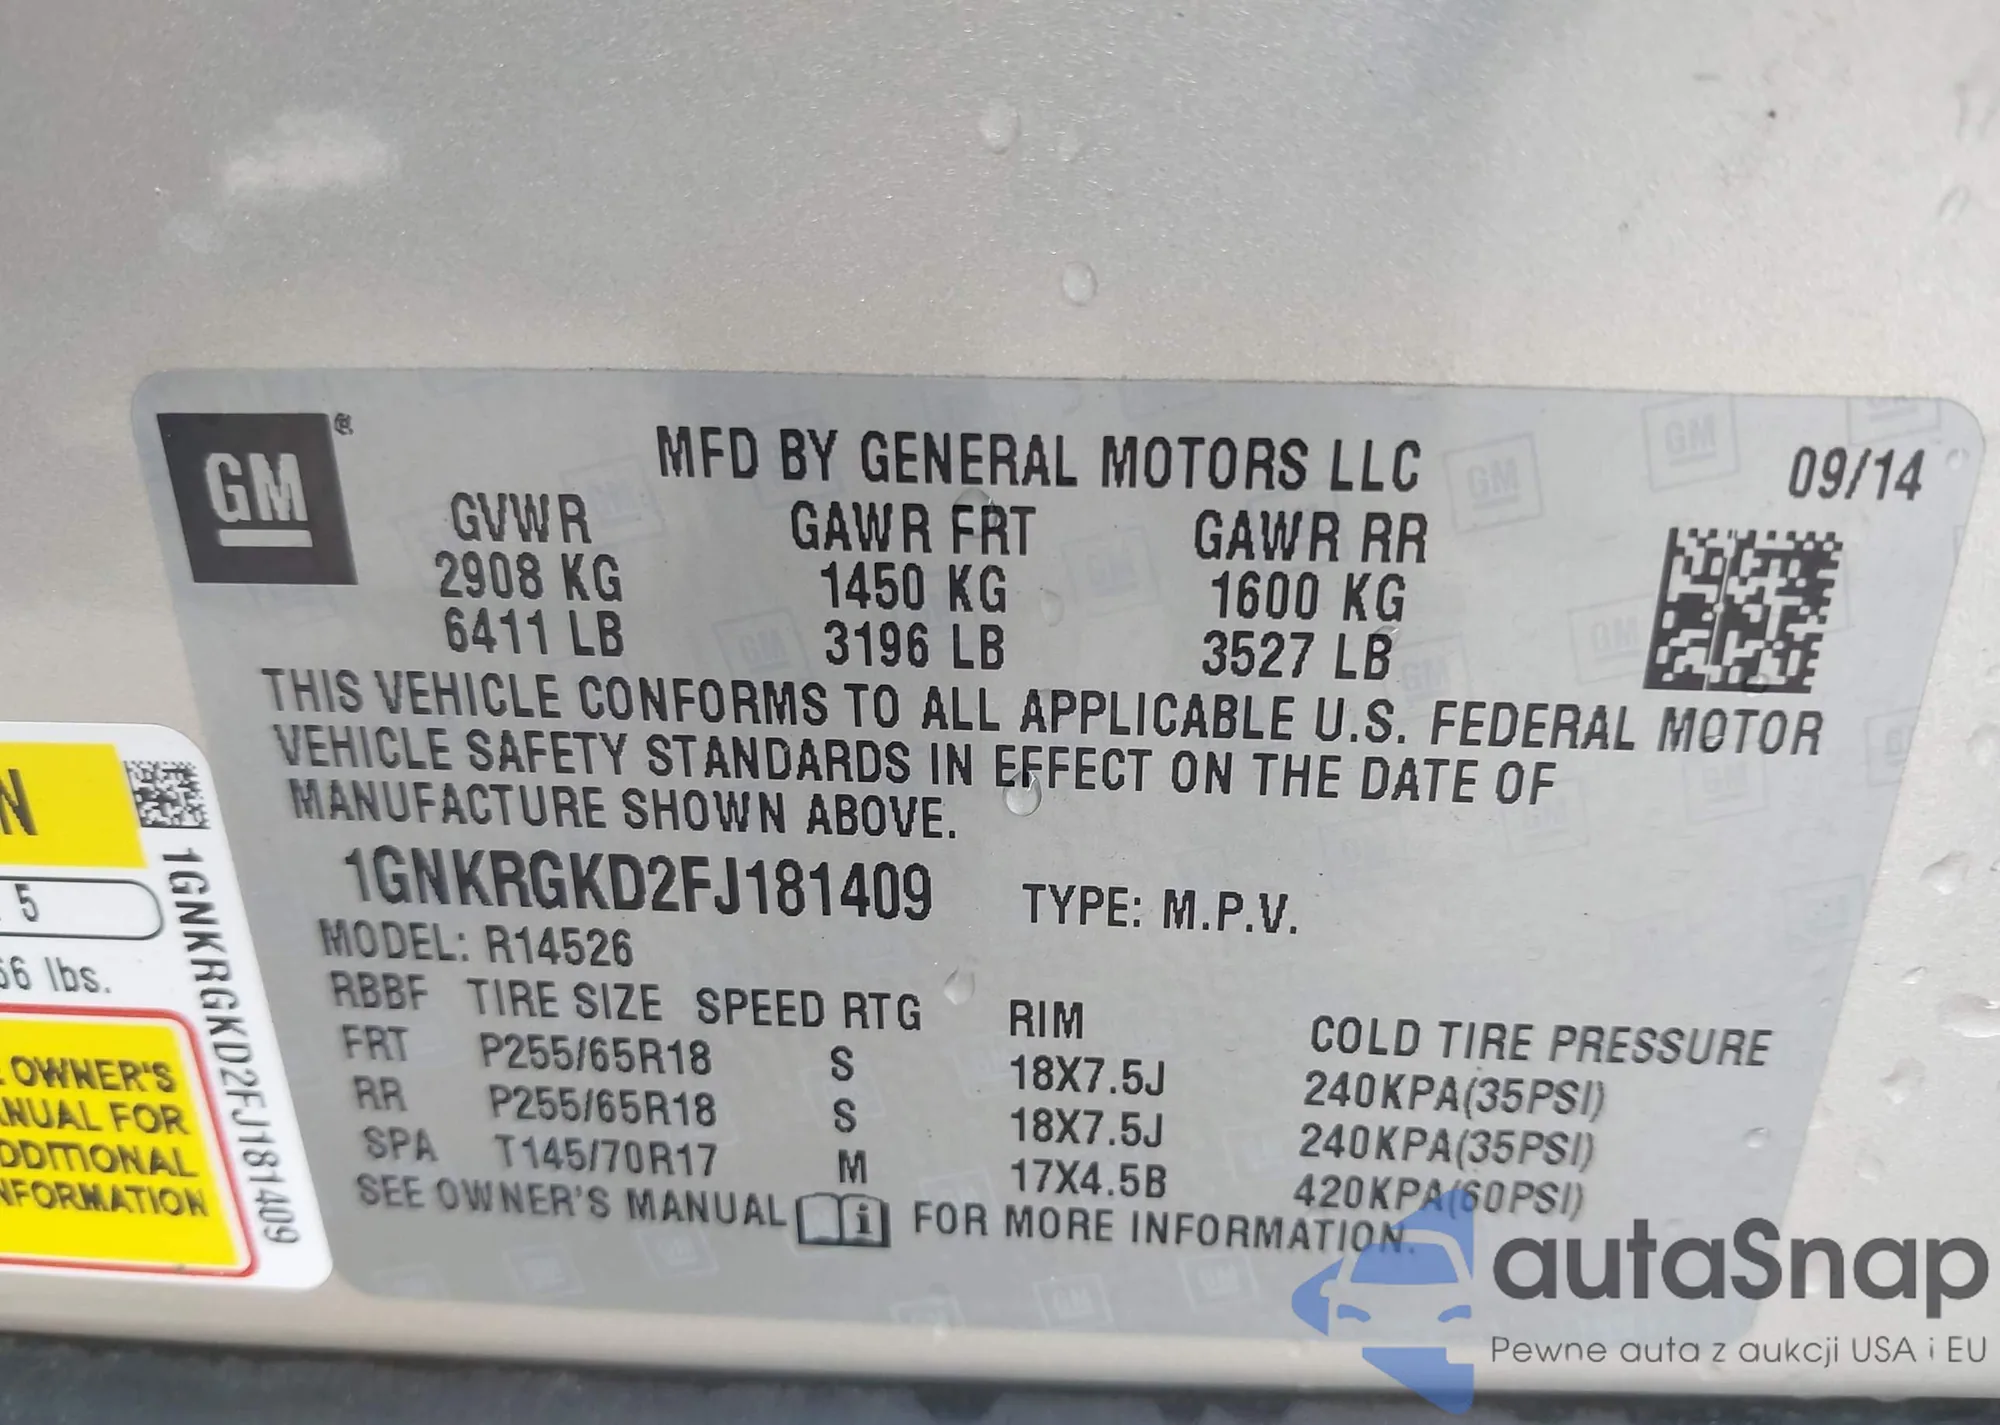 GM
MFD BY GENERAL MOTORS LLC
09/14
GVWR GAWR FRT GAWR RR
2908 KG 1450 KG 1600 KG
6411 LB 3196 LB 3527 LB
THIS VEHICLE CONFORMS TO ALL APPLICABLE U.S. FEDERAL MOTOR
VEHICLE SAFETY STANDARDS IN EFFECT ON THE DATE OF
MANUFACTURE SHOWN ABOVE.
1GNKRGKD2FJ181409 TYPE: M.P.V.
MODEL: R14526
RBBF TIRE SIZE SPEED RTG RIM COLD TIRE PRESSURE
FRT P255/65R18 S 18X7.5J 240KPA(35PSI)
RR P255/65R18 S 18X7.5J 240KPA(35PSI)
SPA T145/70R17 M 17X4.5B 420KPA(60PSI)
SEE OWNER'S MANUAL i FOR MORE INFORMATION.
5
lbs.
OWNER'S
FOR
1GNKRGKD2FJ181409
autaSnap
Pewne auta z aukcji USA i EU